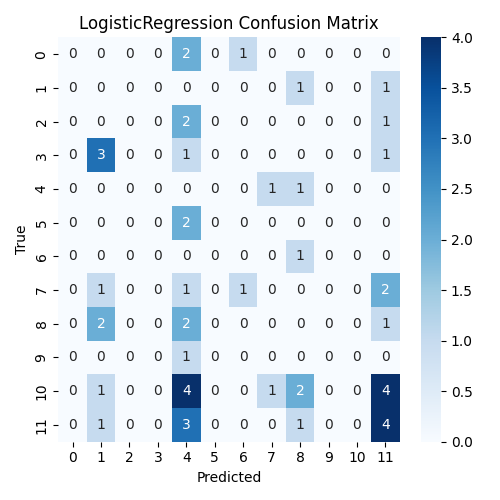 LogisticRegression Confusion Matrix
0 0 0 0 0 2 0 1 0 0 0 0 0
1 0 0 0 0 0 0 0 0 1 0 0 1
2 0 0 0 0 2 0 0 0 0 0 0 1
3 0 3 0 0 1 0 0 0 0 0 0 1
4 0 0 0 0 0 0 0 1 1 0 0 0
5 0 0 0 0 2 0 0 0 0 0 0 0
6 0 0 0 0 0 0 0 0 1 0 0 0
7 0 1 0 0 1 0 1 0 0 0 0 2
8 0 2 0 0 2 0 0 0 0 0 0 1
9 0 0 0 0 1 0 0 0 0 0 0 0
10 0 1 0 0 4 0 0 1 2 0 0 4
11 0 1 0 0 3 0 0 0 1 0 0 4
0 1 2 3 4 5 6 7 8 9 10 11
Predicted
True
4.0
3.5
3.0
2.5
2.0
1.5
1.0
0.5
0.0